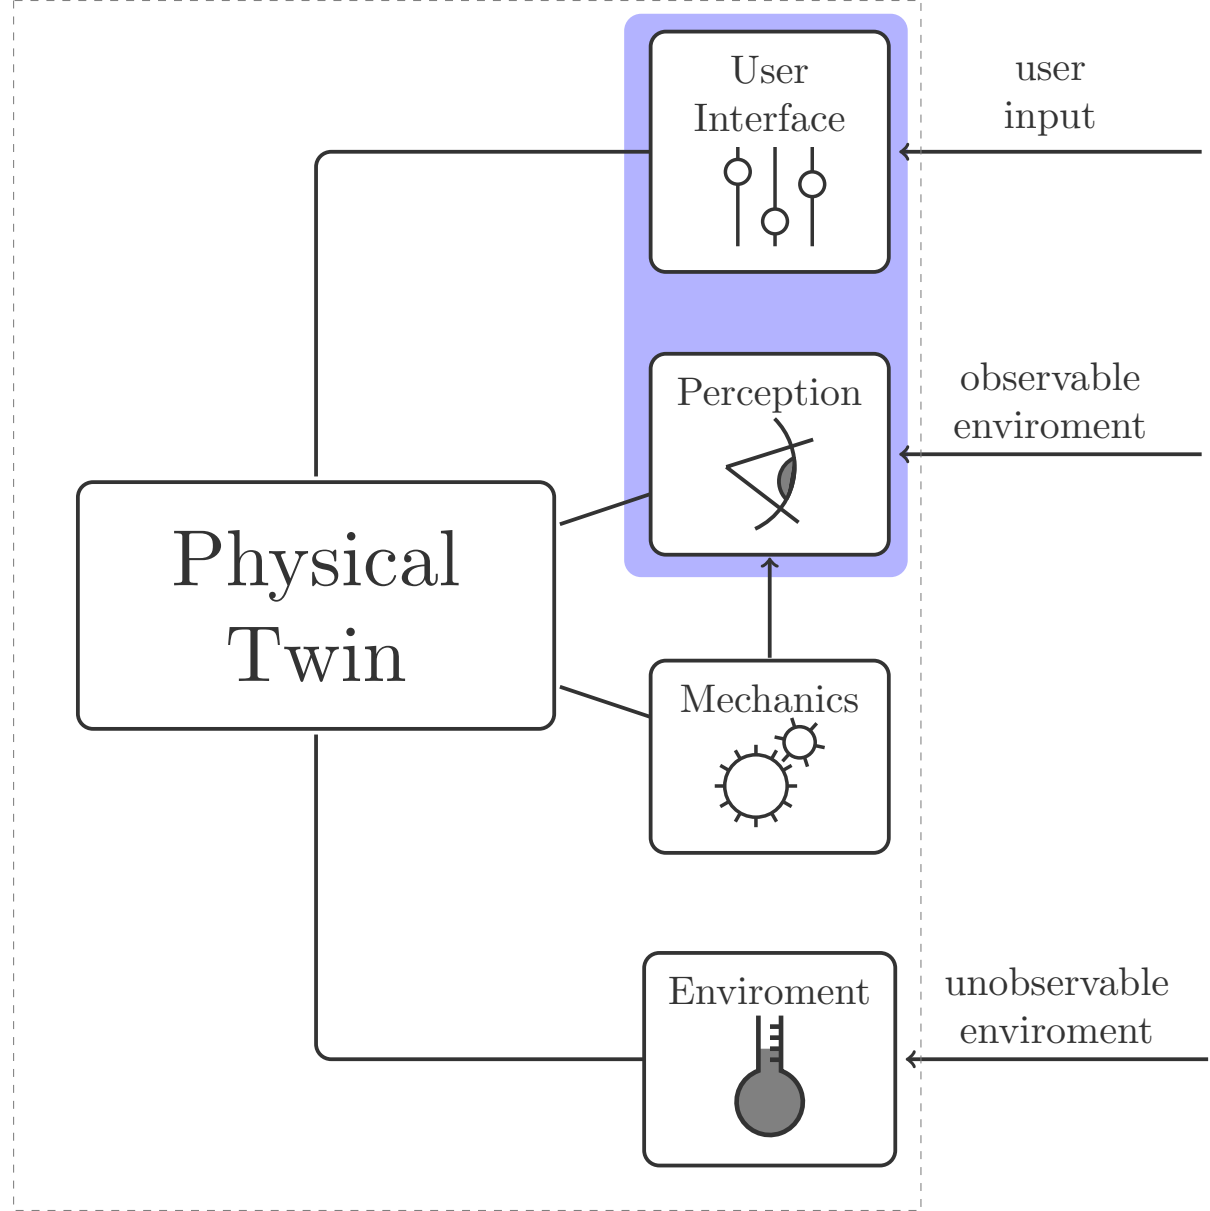 User
Interface
user
input
Perception
observable
enviroment
Physical
Twin
Mechanics
Enviroment
unobservable
enviroment